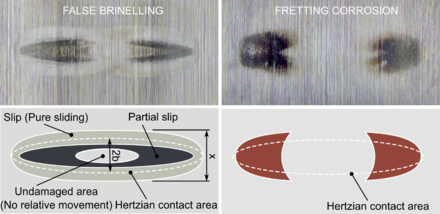 FALSE BRINELLING
FRETTING CORROSION
Slip (Pure sliding)
Partial slip
2b
x
Undamaged area
(No relative movement)
Hertzian contact area
Hertzian contact area